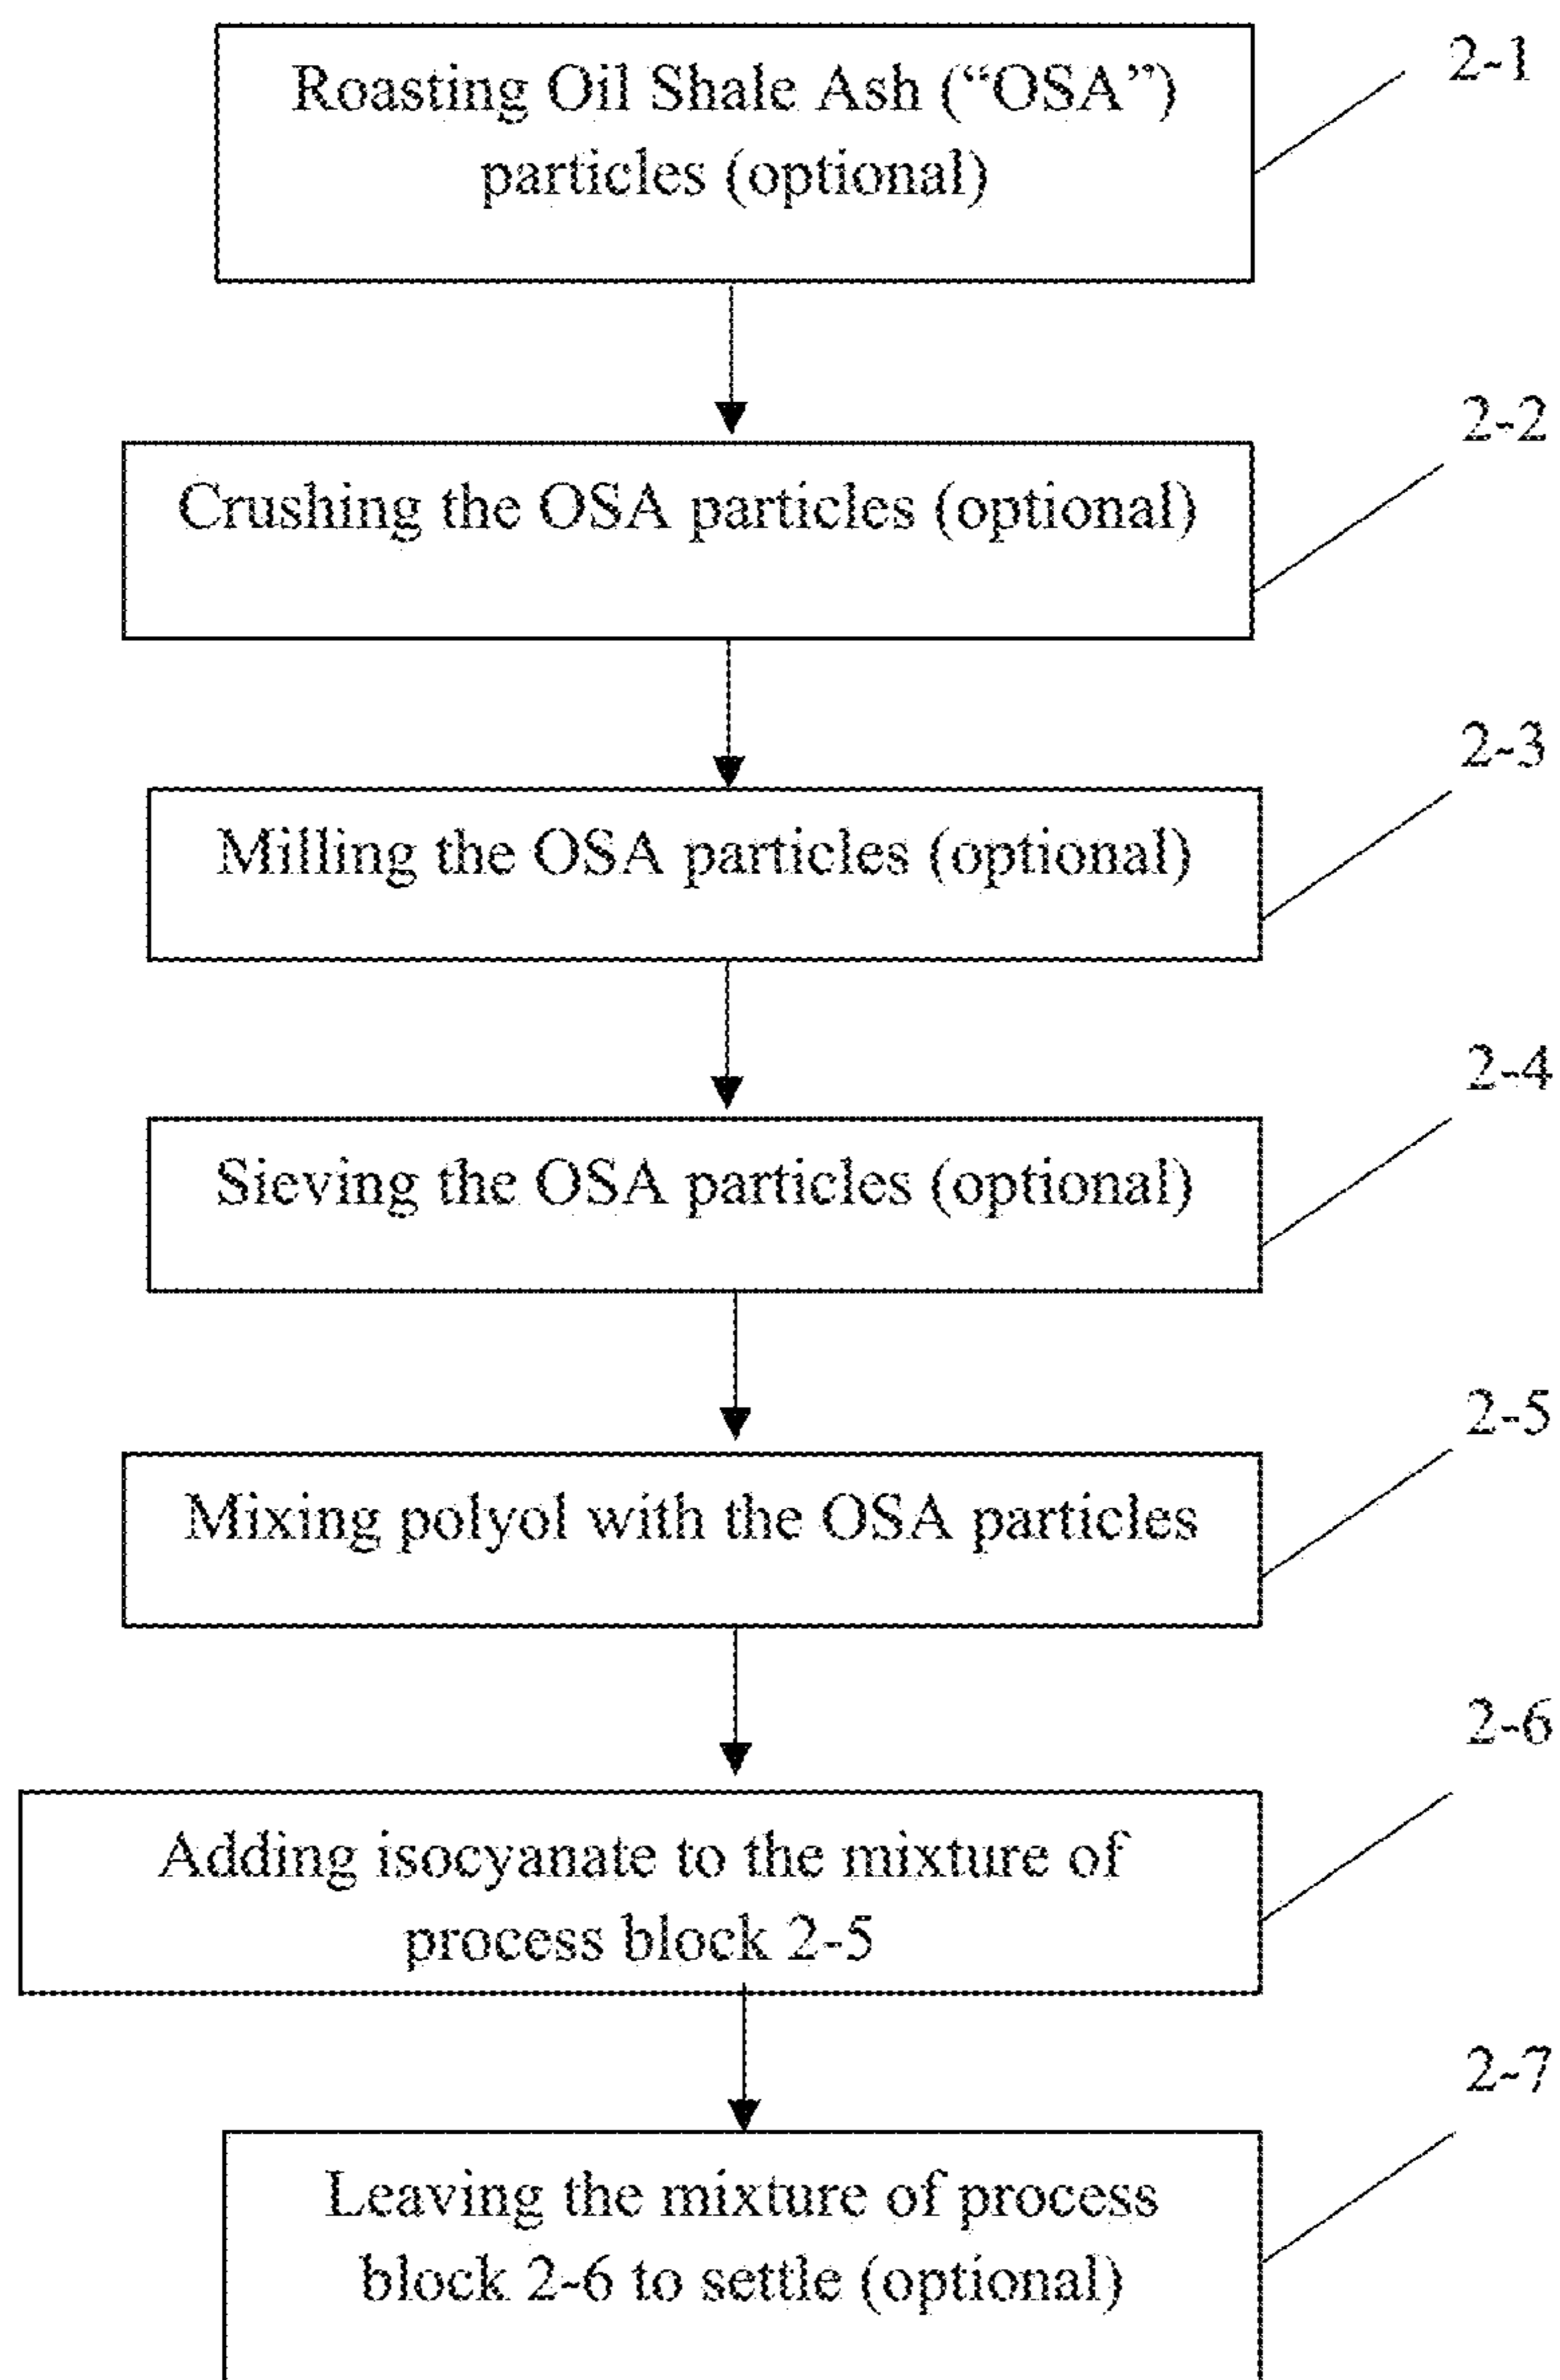 Roasting Oil Shale Ash (“OSA”)
particles (optional)
2-1
Crushing the OSA particles (optional)
2-2
Milling the OSA particles (optional)
2-3
Sieving the OSA particles (optional)
2-4
Mixing polyol with the OSA particles
2-5
Adding isocyanate to the mixture of
process block 2-5
2-6
Leaving the mixture of process
block 2-6 to settle (optional)
2-7